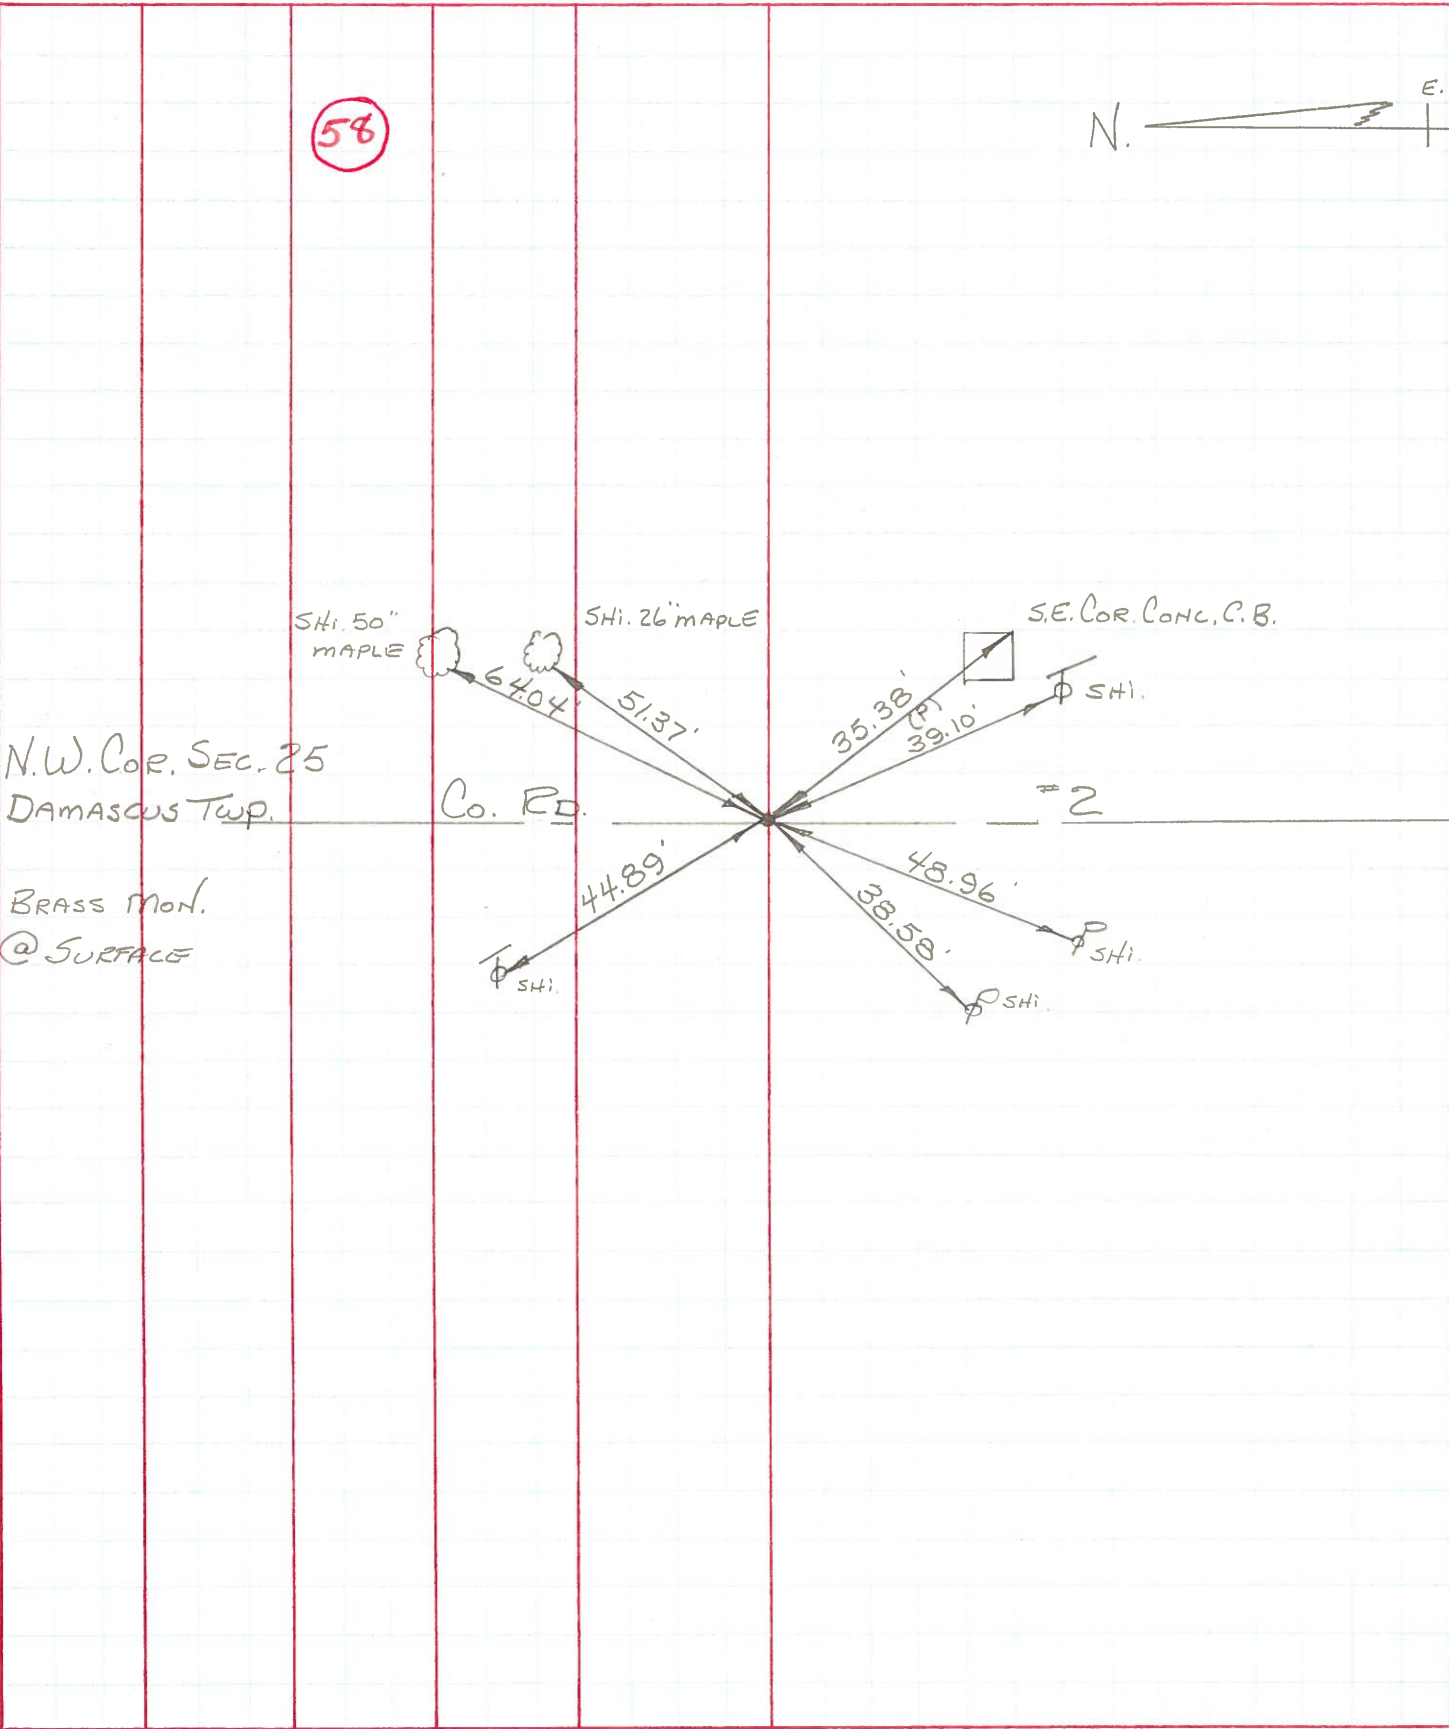 58
N.
E.
SHi. 50"
MAPLE
SHi. 26" MAPLE
S.E. COR. CONC. C.B.
64.04'
51.37'
35.38'
(P)
39.10'
SHi.
N.W. COR. SEC. 25
DAMASCUS TWP.
CO. RD. #2
BRASS MON.
@ SURFACE
44.89'
48.96'
38.58'
SHi.
SHi.
SHi.